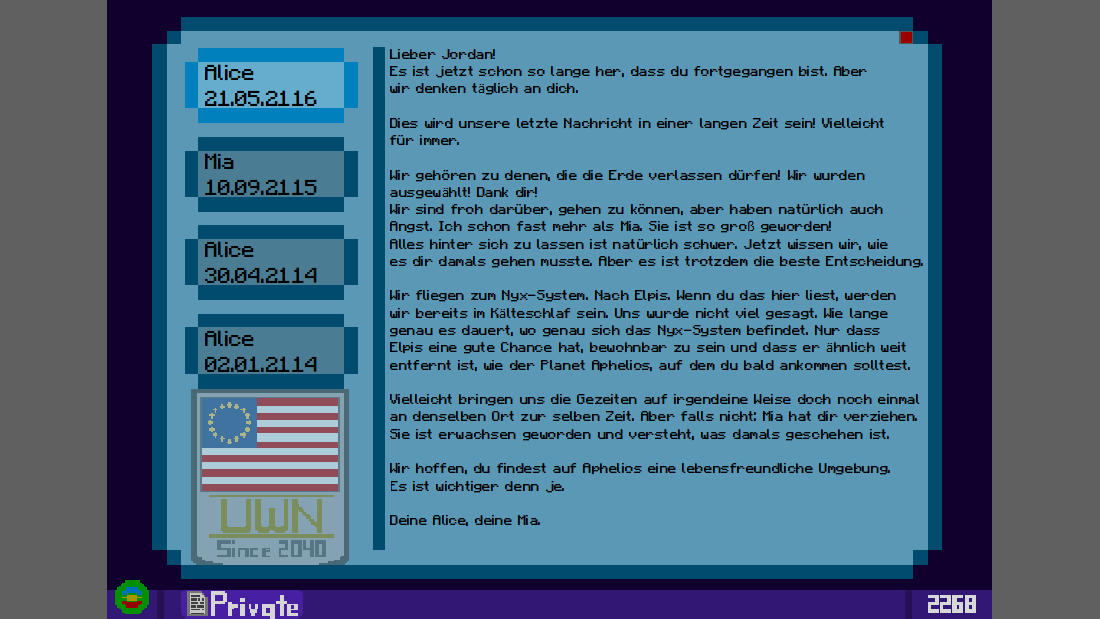 Alice
21.05.2116
Mia
10.09.2115
Alice
30.04.2114
Alice
02.01.2114
UWN
Since 2040
Lieber Jordan!
Es ist jetzt schon so lange her, dass du fortgegangen bist. Aber
wir denken täglich an dich.
Dies wird unsere letzte Nachricht in einer langen Zeit sein! Vielleicht
für immer.
Wir gehören zu denen, die die Erde verlassen dürfen! Wir wurden
ausgewählt! Dank dir!
Wir sind froh darüber, gehen zu können, aber haben natürlich auch
Angst. Ich schon fast mehr als Mia. Sie ist so groß geworden!
Alles hinter sich zu lassen ist natürlich schwer. Jetzt wissen wir, wie
es dir damals gehen musste. Aber es ist trotzdem die beste Entscheidung.
Wir fliegen zum Nyx-System. Nach Elpis. Wenn du das hier liest, werden
wir bereits im Kälteschlaf sein. Uns wurde nicht viel gesagt. Wie lange
genau es dauert, wo genau sich das Nyx-System befindet. Nur dass
Elpis eine gute Chance hat, bewohnbar zu sein und dass er ähnlich weit
entfernt ist, wie der Planet Aphelios, auf dem du bald ankommen solltest.
Vielleicht bringen uns die Gezeiten auf irgendeine Weise doch noch einmal
an denselben Ort zur selben Zeit. Aber falls nicht: Mia hat dir verziehen.
Sie ist erwachsen geworden und versteht, was damals geschehen ist.
Wir hoffen, du findest auf Aphelios eine lebensfreundliche Umgebung.
Es ist wichtiger denn je.
Deine Alice, deine Mia.
Private
2268